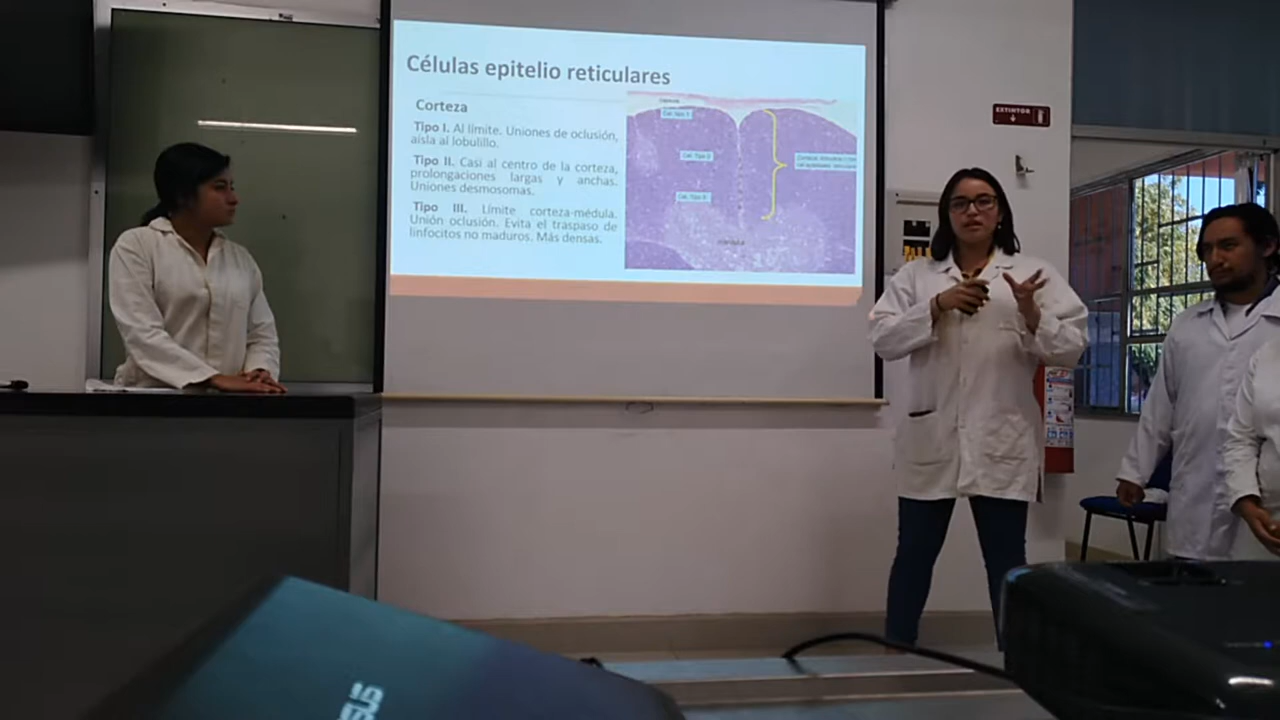 Células epitelio reticulares
Corteza
Tipo I. Al límite. Uniones de oclusión,
aísla al lobulillo.
Tipo II. Casi al centro de la corteza,
prolongaciones largas y anchas.
Uniones desmosomas.
Tipo III. Límite corteza-médula.
Unión oclusión. Evita el traspaso de
linfocitos no maduros. Más densas.
EXTINTOR